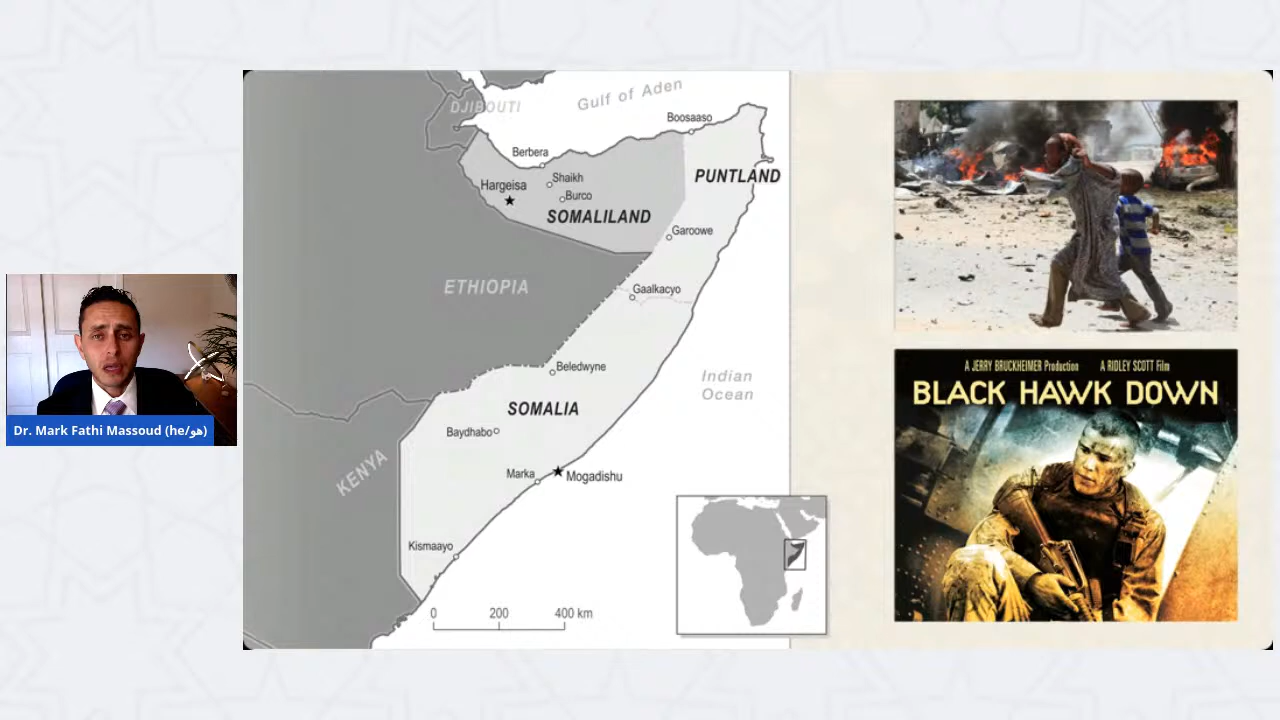 Dr. Mark Fathi Massoud (he/هو)
DJIBOUTI
Gulf of Aden
Boosaaso
Berbera
Shaikh
Hargeisa
Burco
PUNTLAND
SOMALILAND
Garoowe
ETHIOPIA
Gaalkacyo
Beledwyne
Indian
Ocean
SOMALIA
Baydhabo
KENYA
Marka
Mogadishu
Kismaayo
0 200 400 km
A JERRY BRUCKHEIMER Production A RIDLEY SCOTT Film
BLACK HAWK DOWN